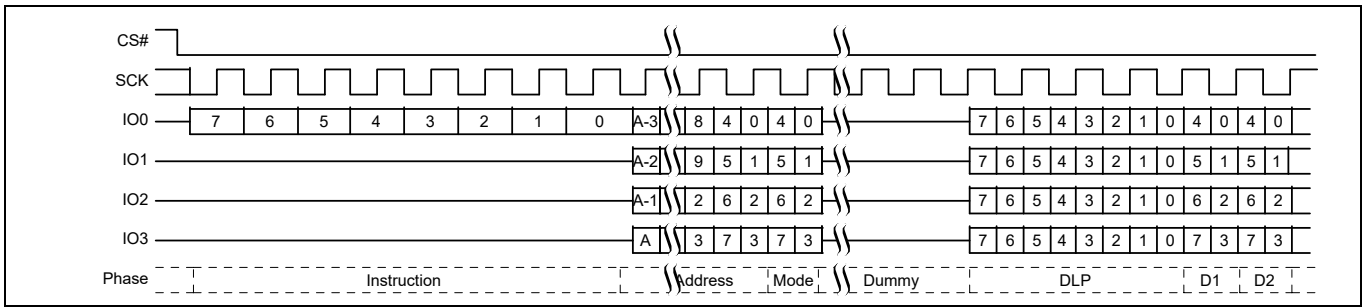 CS#
SCK
IO0 7 6 5 4 3 2 1 0 A-3 8 4 0 4 0 7 6 5 4 3 2 1 0 4 0 4 0
IO1 A-2 9 5 1 5 1 7 6 5 4 3 2 1 0 5 1 5 1
IO2 A-1 2 6 2 6 2 7 6 5 4 3 2 1 0 6 2 6 2
IO3 A 3 7 3 7 3 7 6 5 4 3 2 1 0 7 3 7 3
Phase Instruction Address Mode Dummy DLP D1 D2